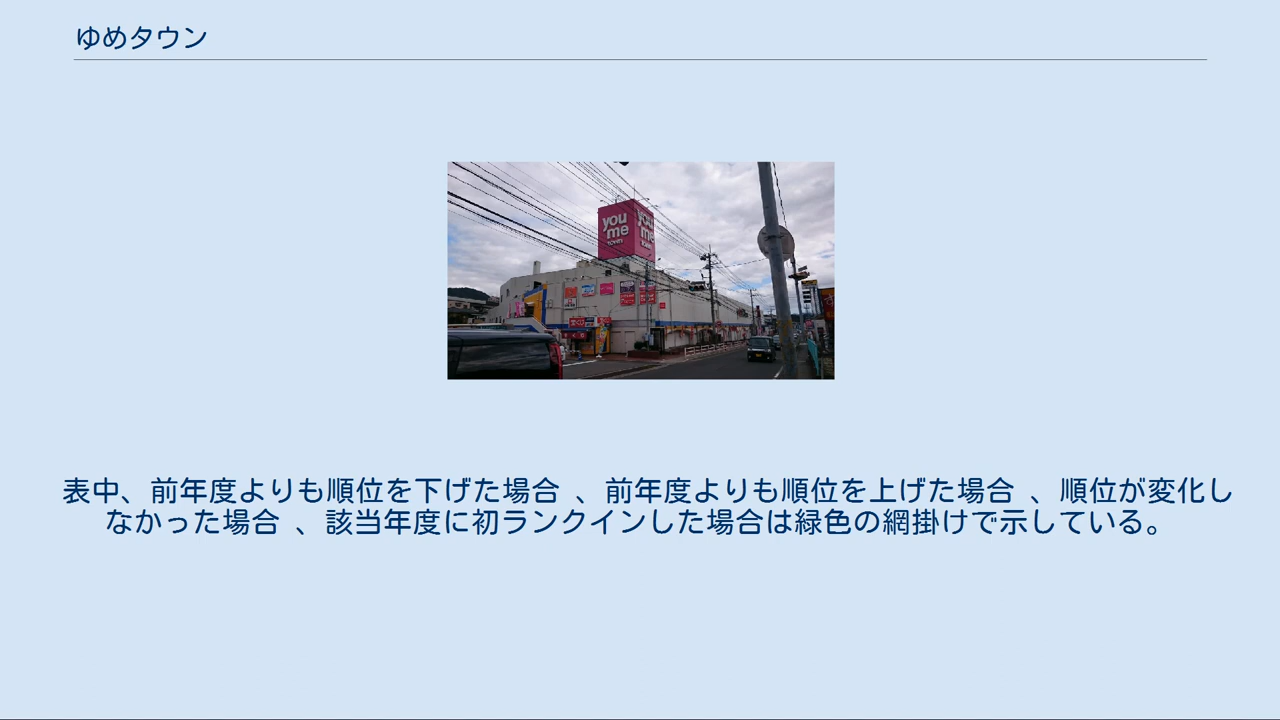 ゆめタウン
you
me
town
you
me
town
表中、前年度よりも順位を下げた場合 、前年度よりも順位を上げた場合 、順位が変化し
なかった場合 、該当年度に初ランクインした場合は緑色の網掛けで示している。